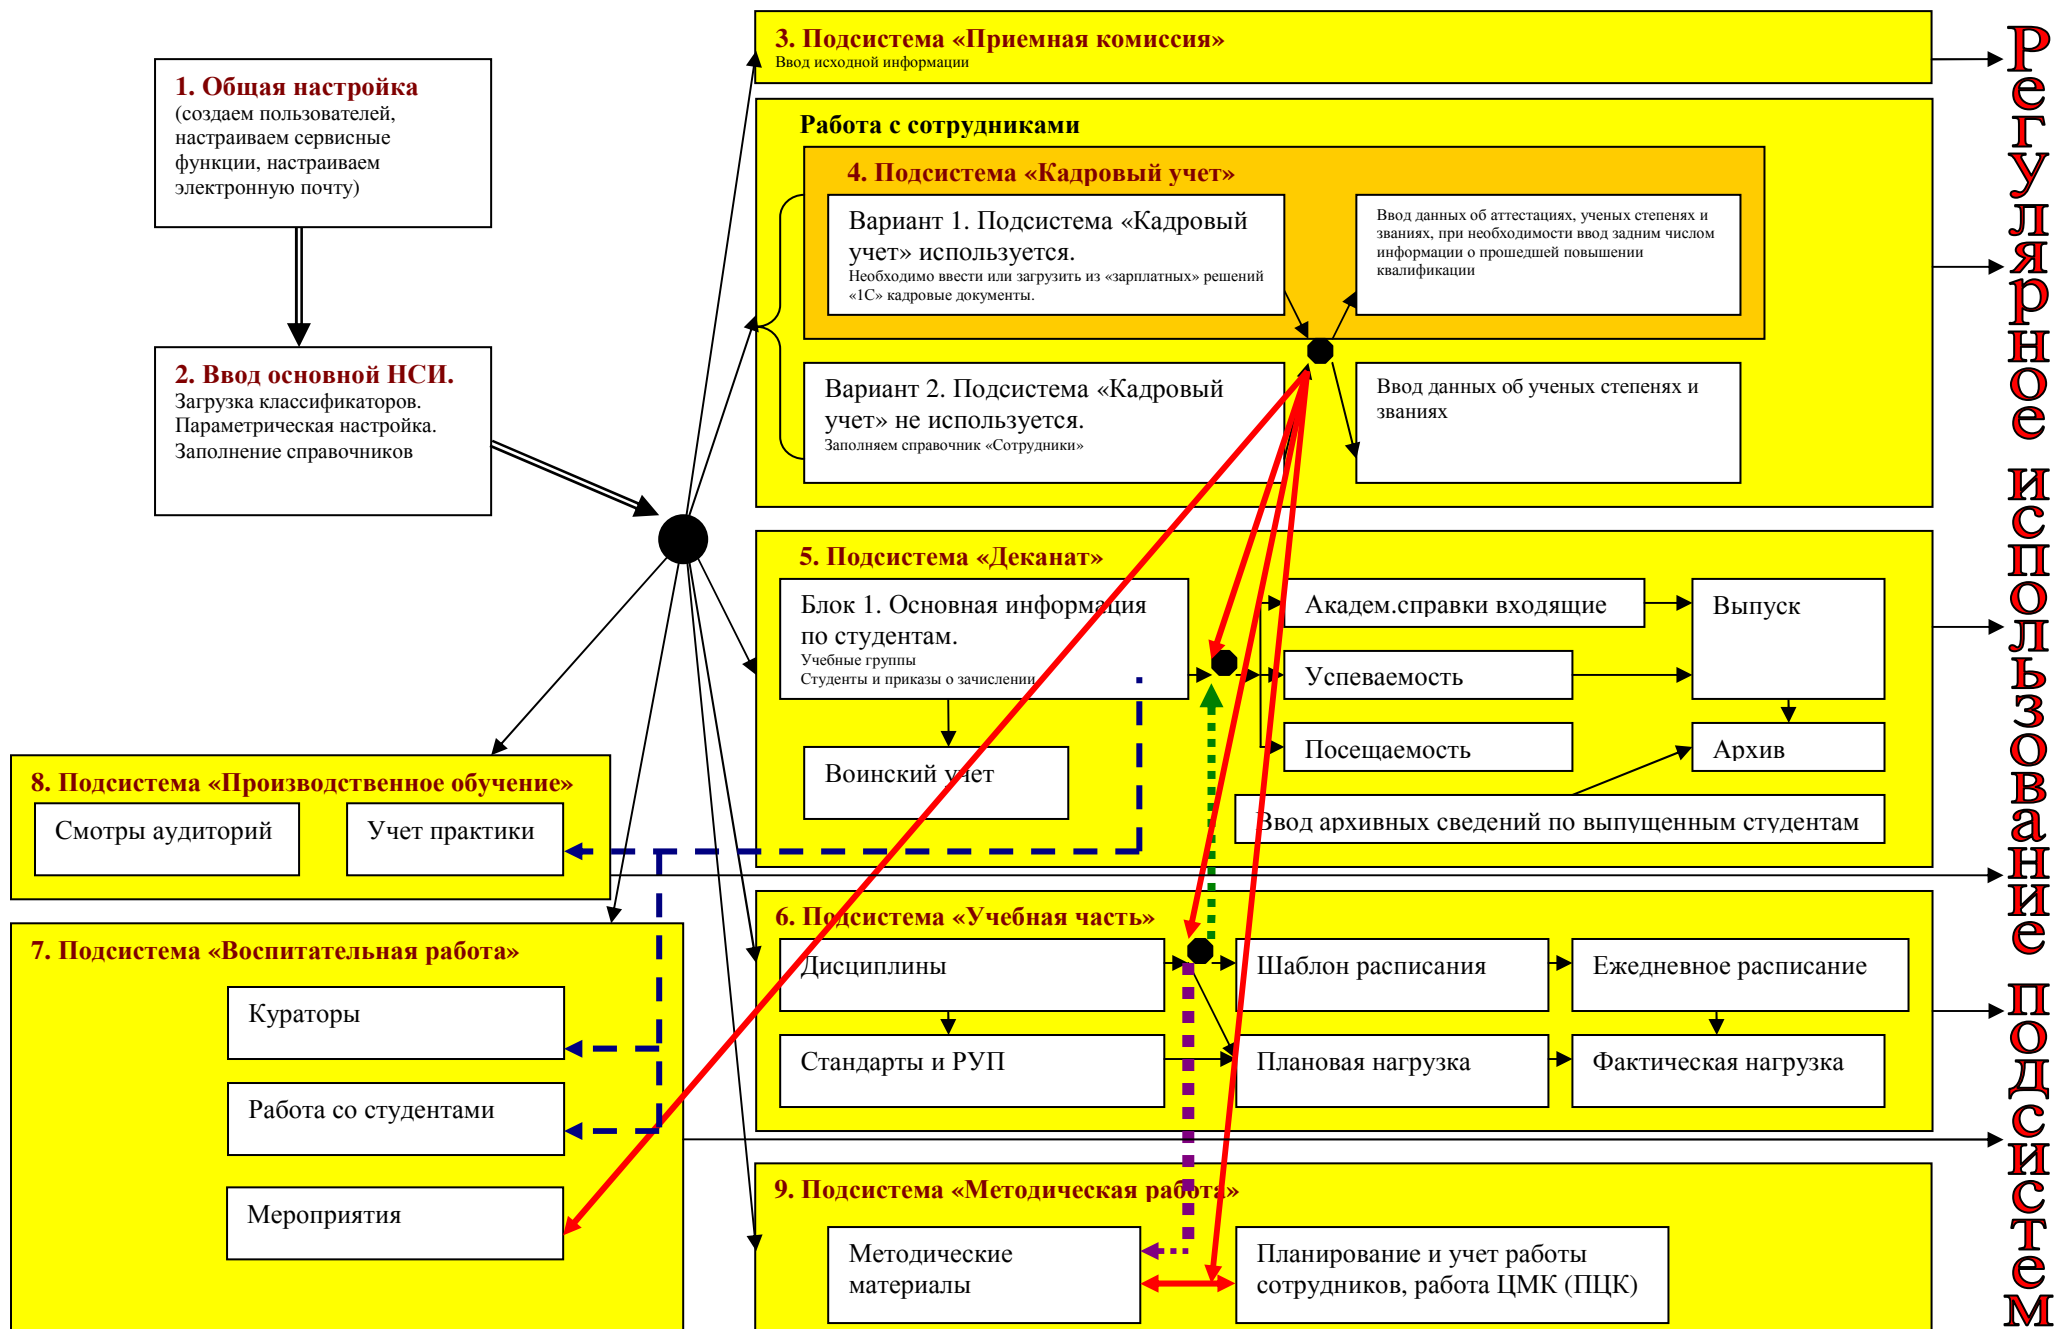 1. Общая настройка
(создаем пользователей,
настраиваем сервисные
функции, настраиваем
электронную почту)
2. Ввод основной НСИ.
Загрузка классификаторов.
Параметрическая настройка.
Заполнение справочников
3. Подсистема «Приемная комиссия»
Ввод исходной информации
Работа с сотрудниками
4. Подсистема «Кадровый учет»
Вариант 1. Подсистема «Кадровый
учет» используется.
Необходимо ввести или загрузить из «зарплатных» решений
«1С» кадровые документы.
Ввод данных об аттестациях, ученых степенях и
званиях, при необходимости ввод задним числом
информации о прошедшей повышении
квалификации
Вариант 2. Подсистема «Кадровый
учет» не используется.
Заполняем справочник «Сотрудники»
Ввод данных об ученых степенях и
званиях
5. Подсистема «Деканат»
Блок 1. Основная информация
по студентам.
Учебные группы
Студенты и приказы о зачислении
Воинский учет
Академ.справки входящие
Успеваемость
Посещаемость
Выпуск
Архив
Ввод архивных сведений по выпущенным студентам
8. Подсистема «Производственное обучение»
Смотры аудиторий
Учет практики
6. Подсистема «Учебная часть»
Дисциплины
Шаблон расписания
Ежедневное расписание
Стандарты и РУП
Плановая нагрузка
Фактическая нагрузка
7. Подсистема «Воспитательная работа»
Кураторы
Работа со студентами
Мероприятия
9. Подсистема «Методическая работа»
Методические
материалы
Планирование и учет работы
сотрудников, работа ЦМК (ПЦК)
Регулярное использование подсистем